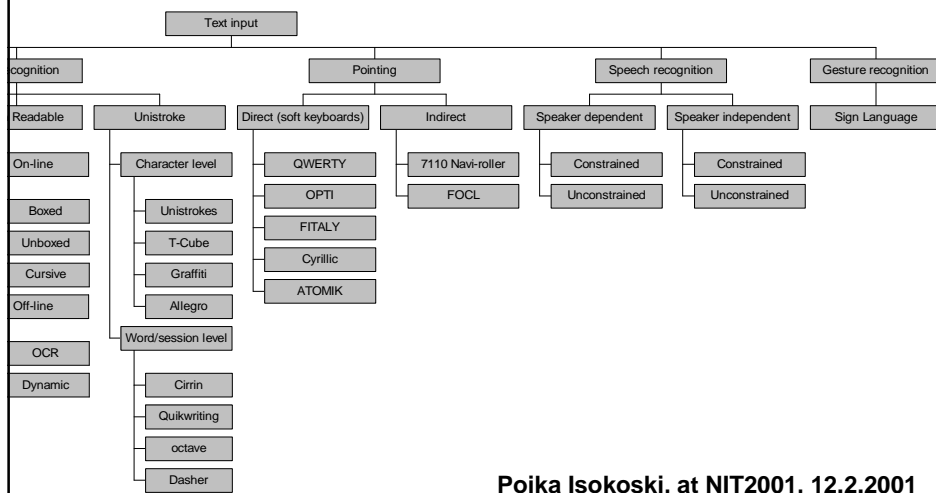 Text input
cognition
Pointing
Speech recognition
Gesture recognition
Readable
Unistroke
Direct (soft keyboards)
Indirect
Speaker dependent
Speaker independent
Sign Language
On-line
Boxed
Unboxed
Cursive
Off-line
OCR
Dynamic
Character level
Unistrokes
T-Cube
Graffiti
Allegro
Word/session level
Cirrin
Quikwriting
octave
Dasher
QWERTY
OPTI
FITALY
Cyrillic
ATOMIK
7110 Navi-roller
FOCL
Constrained
Unconstrained
Constrained
Unconstrained
Poika Isokoski, at NIT2001, 12.2.2001